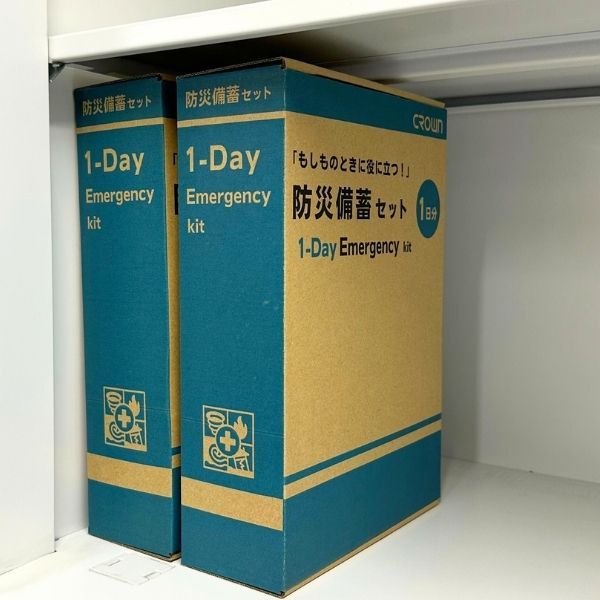 防災備蓄セット
1-Day
Emergency
kit
防災備蓄セット
1-Day
Emergency
kit
CROWN
「もしものときに役に立つ!」
防災備蓄セット
1日分
1-Day Emergency kit